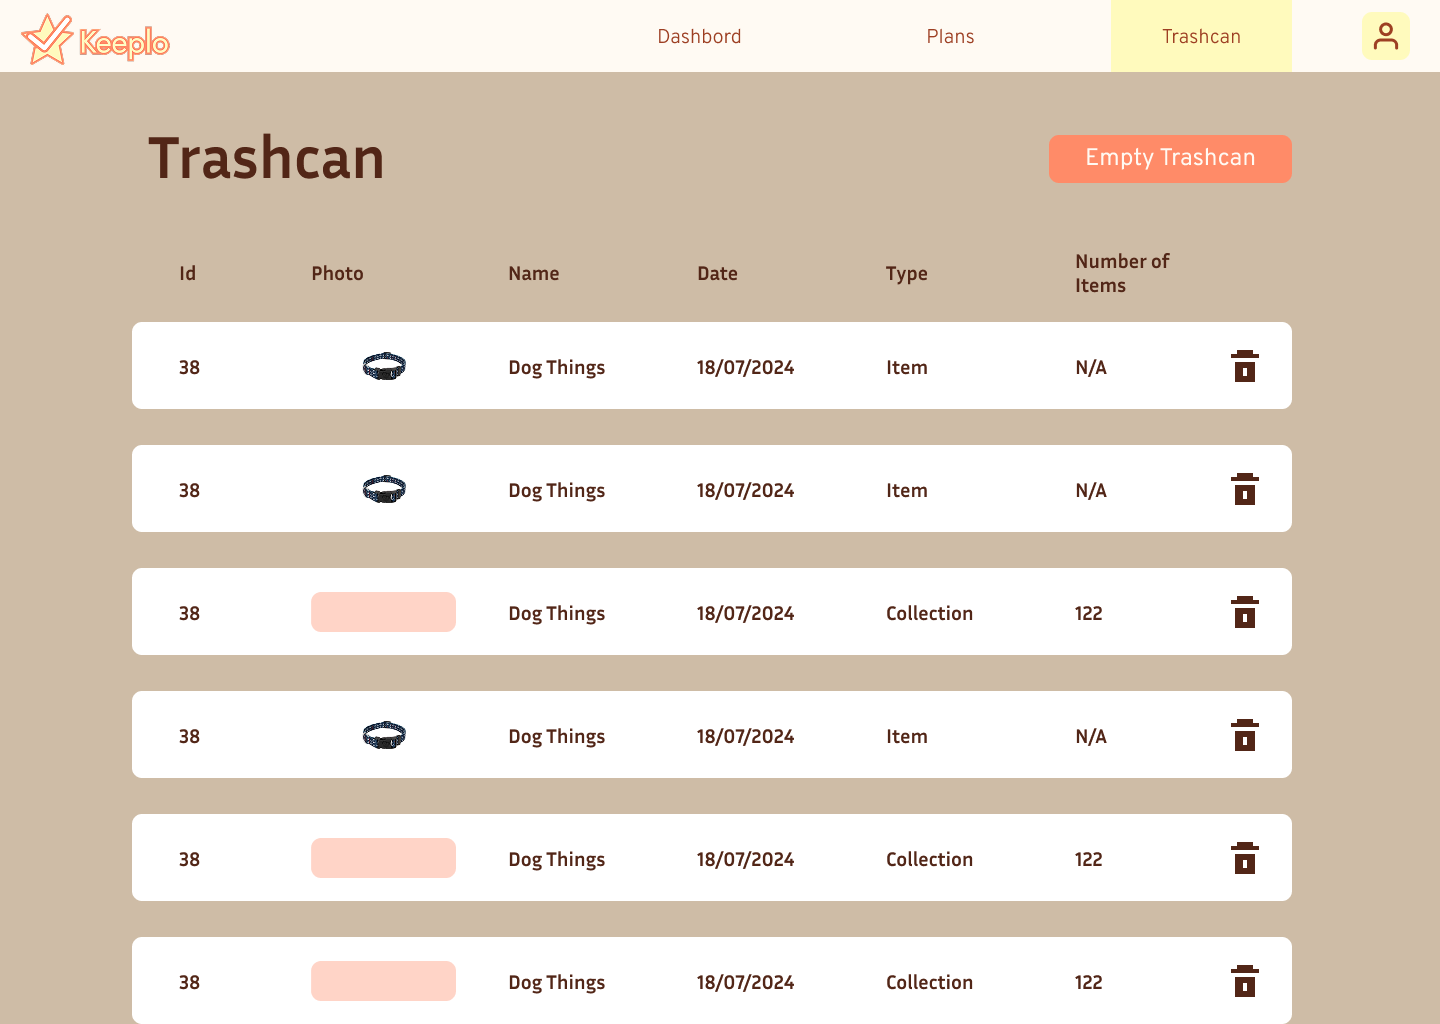 Keeplo
Dashbord
Plans
Trashcan
Trashcan
Empty Trashcan
Id
Photo
Name
Date
Type
Number of
Items
38
Dog Things
18/07/2024
Item
N/A
38
Dog Things
18/07/2024
Item
N/A
38
Dog Things
18/07/2024
Collection
122
38
Dog Things
18/07/2024
Item
N/A
38
Dog Things
18/07/2024
Collection
122
38
Dog Things
18/07/2024
Collection
122